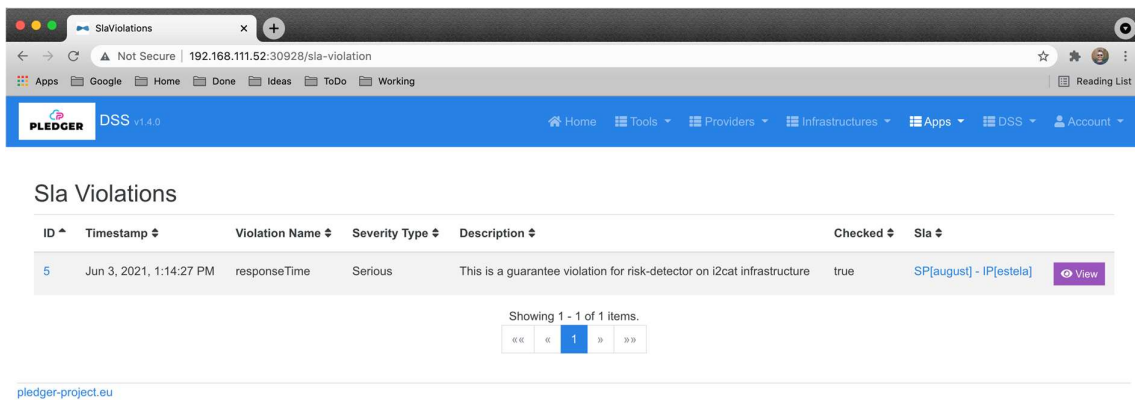 SlaViolations
Not Secure | 192.168.111.52:30928/sla-violation
Apps Google Home Done Ideas ToDo Working Reading List
PLEDGER DSS v1.4.0 Home Tools Providers Infrastructures Apps DSS Account
Sla Violations
ID Timestamp Violation Name Severity Type Description Checked Sla
5 Jun 3, 2021, 1:14:27 PM responseTime Serious This is a guarantee violation for risk-detector on i2cat infrastructure true SP[august] - IP[estela] View
Showing 1 - 1 of 1 items.
«« « 1 » »»
pledger-project.eu